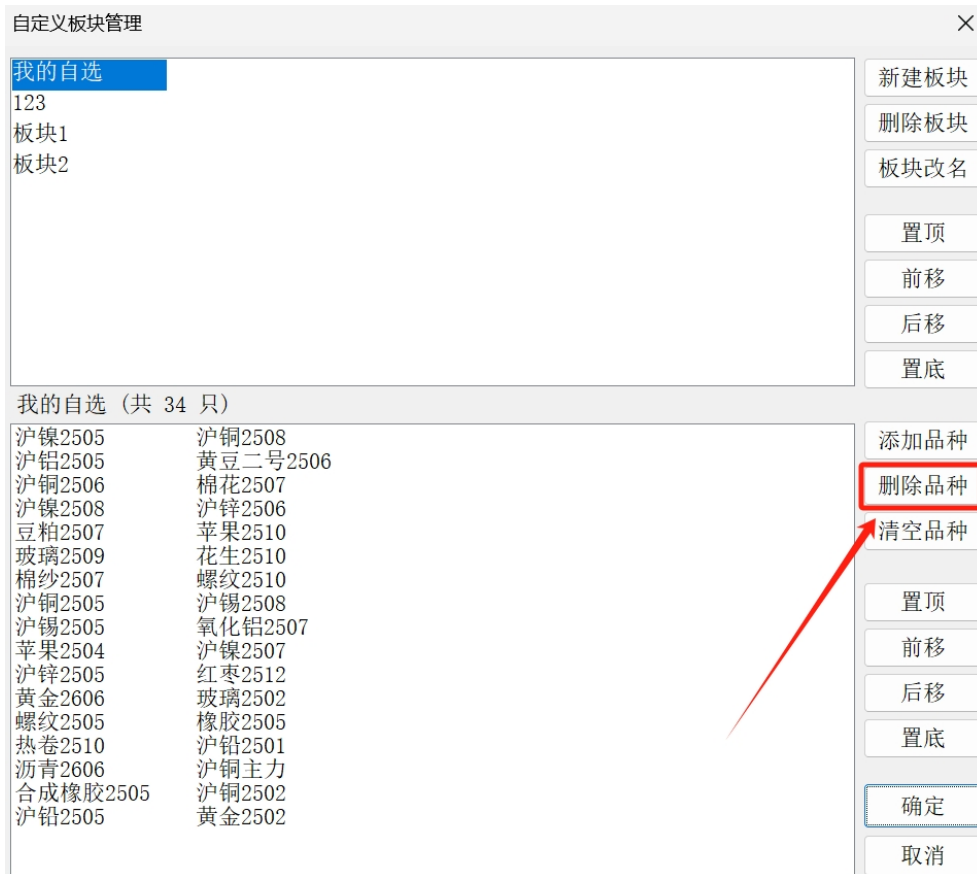 自定义板块管理
我的自选
123
板块1
板块2
新建板块
删除板块
板块改名
置顶
前移
后移
置底
我的自选 (共 34 只)
沪镍2505
沪铝2505
沪铜2506
沪镍2508
豆粕2507
玻璃2509
棉纱2507
沪铜2505
沪锡2505
苹果2504
沪锌2505
黄金2606
螺纹2505
热卷2510
沥青2606
合成橡胶2505
沪铅2505
沪铜2508
黄豆二号2506
棉花2507
沪锌2506
苹果2510
花生2510
螺纹2510
沪锡2508
氧化铝2507
沪镍2507
红枣2512
玻璃2502
橡胶2505
沪铅2501
沪铜主力
沪铜2502
黄金2502
添加品种
删除品种
清空品种
置顶
前移
后移
置底
确定
取消